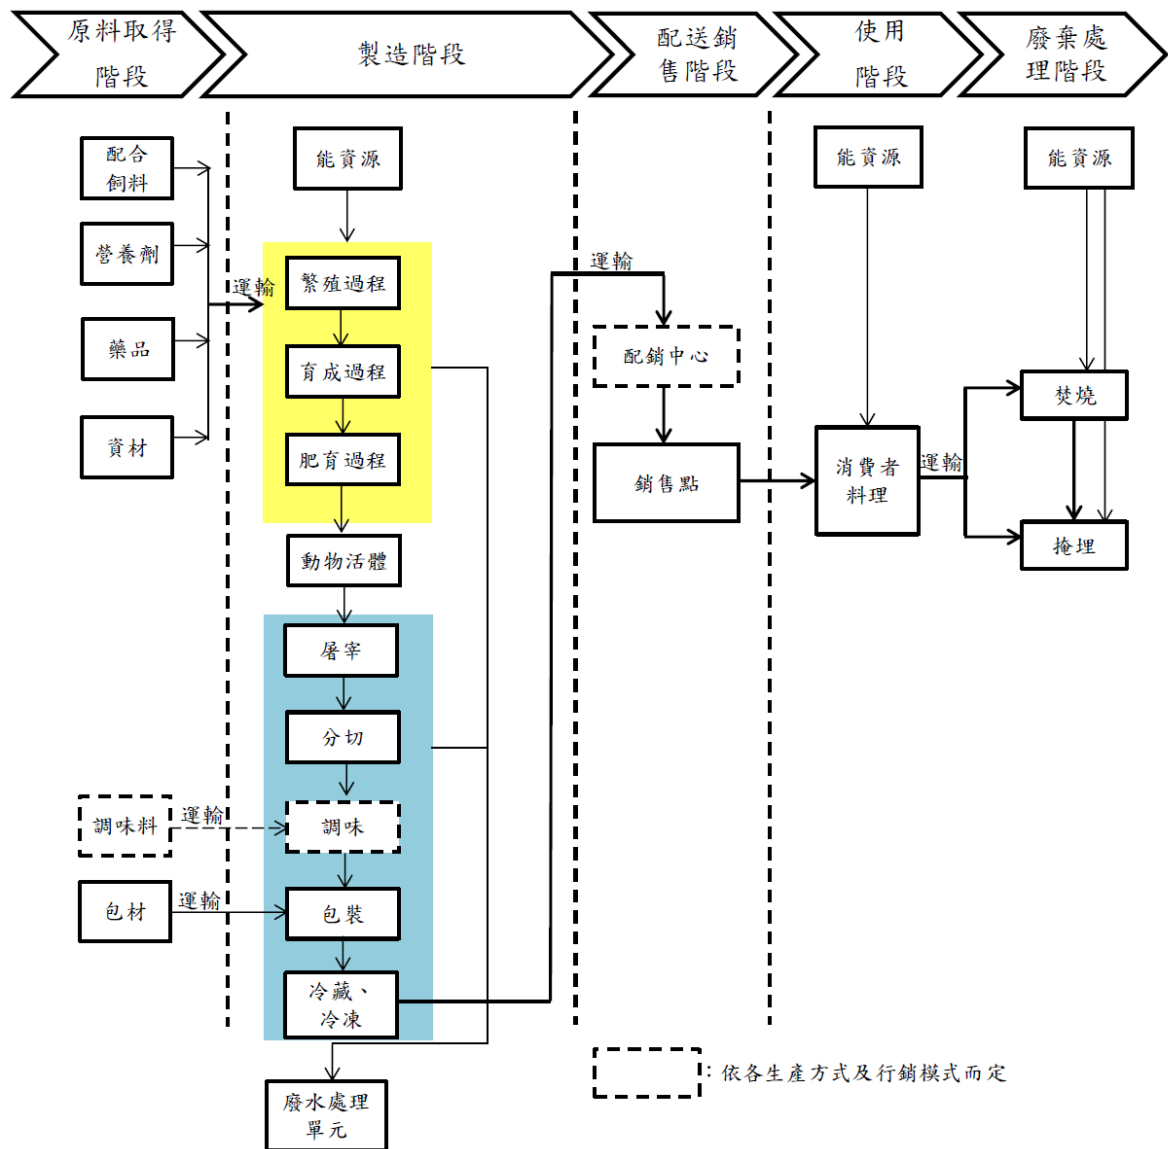 原料取得
階段
製造階段
配送銷
售階段
使用
階段
廢棄處
理階段
配合
飼料
營養劑
藥品
資材
運輸
調味料
運輸
包材
運輸
能資源
繁殖過程
育成過程
肥育過程
動物活體
屠宰
分切
調味
包裝
冷藏、
冷凍
廢水處理
單元
運輸
配銷中心
銷售點
能資源
消費者
料理
運輸
能資源
焚燒
掩埋
：依各生產方式及行銷模式而定